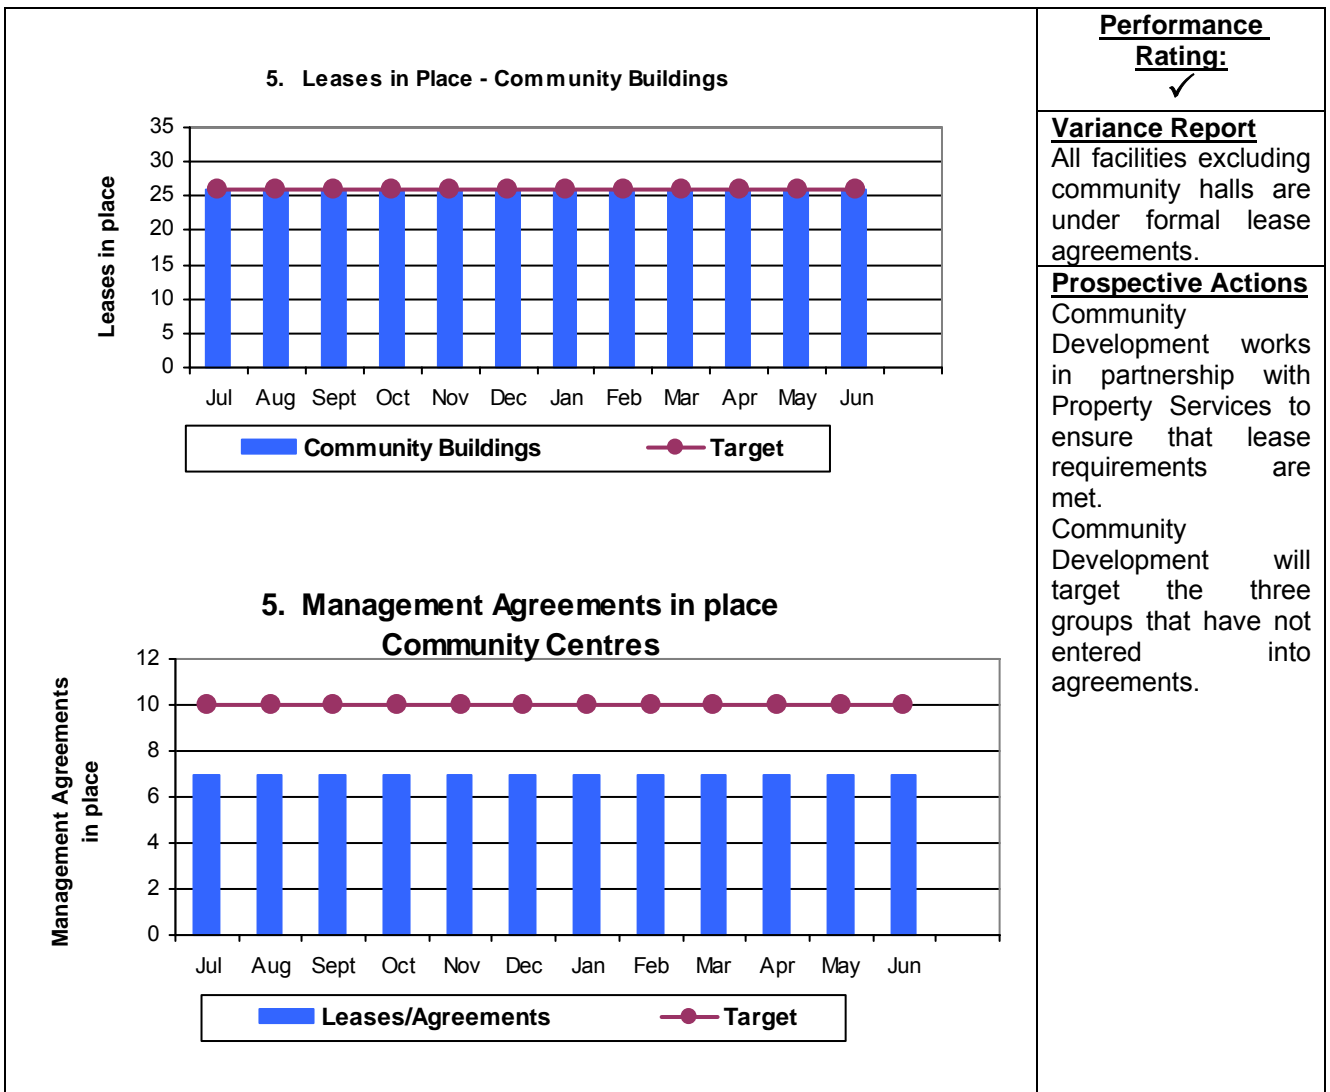 5. Leases in Place - Community Buildings
Leases in place
35
30
25
20
15
10
5
0
Jul Aug Sept Oct Nov Dec Jan Feb Mar Apr May Jun
Community Buildings Target
5. Management Agreements in place
Community Centres
Management Agreements
in place
12
10
8
6
4
2
0
Jul Aug Sept Oct Nov Dec Jan Feb Mar Apr May Jun
Leases/Agreements Target
Performance
Rating:
✓
Variance Report
All facilities excluding
community halls are
under formal lease
agreements.
Prospective Actions
Community
Development works
in partnership with
Property Services to
ensure that lease
requirements are
met.
Community
Development will
target the three
groups that have not
entered into
agreements.